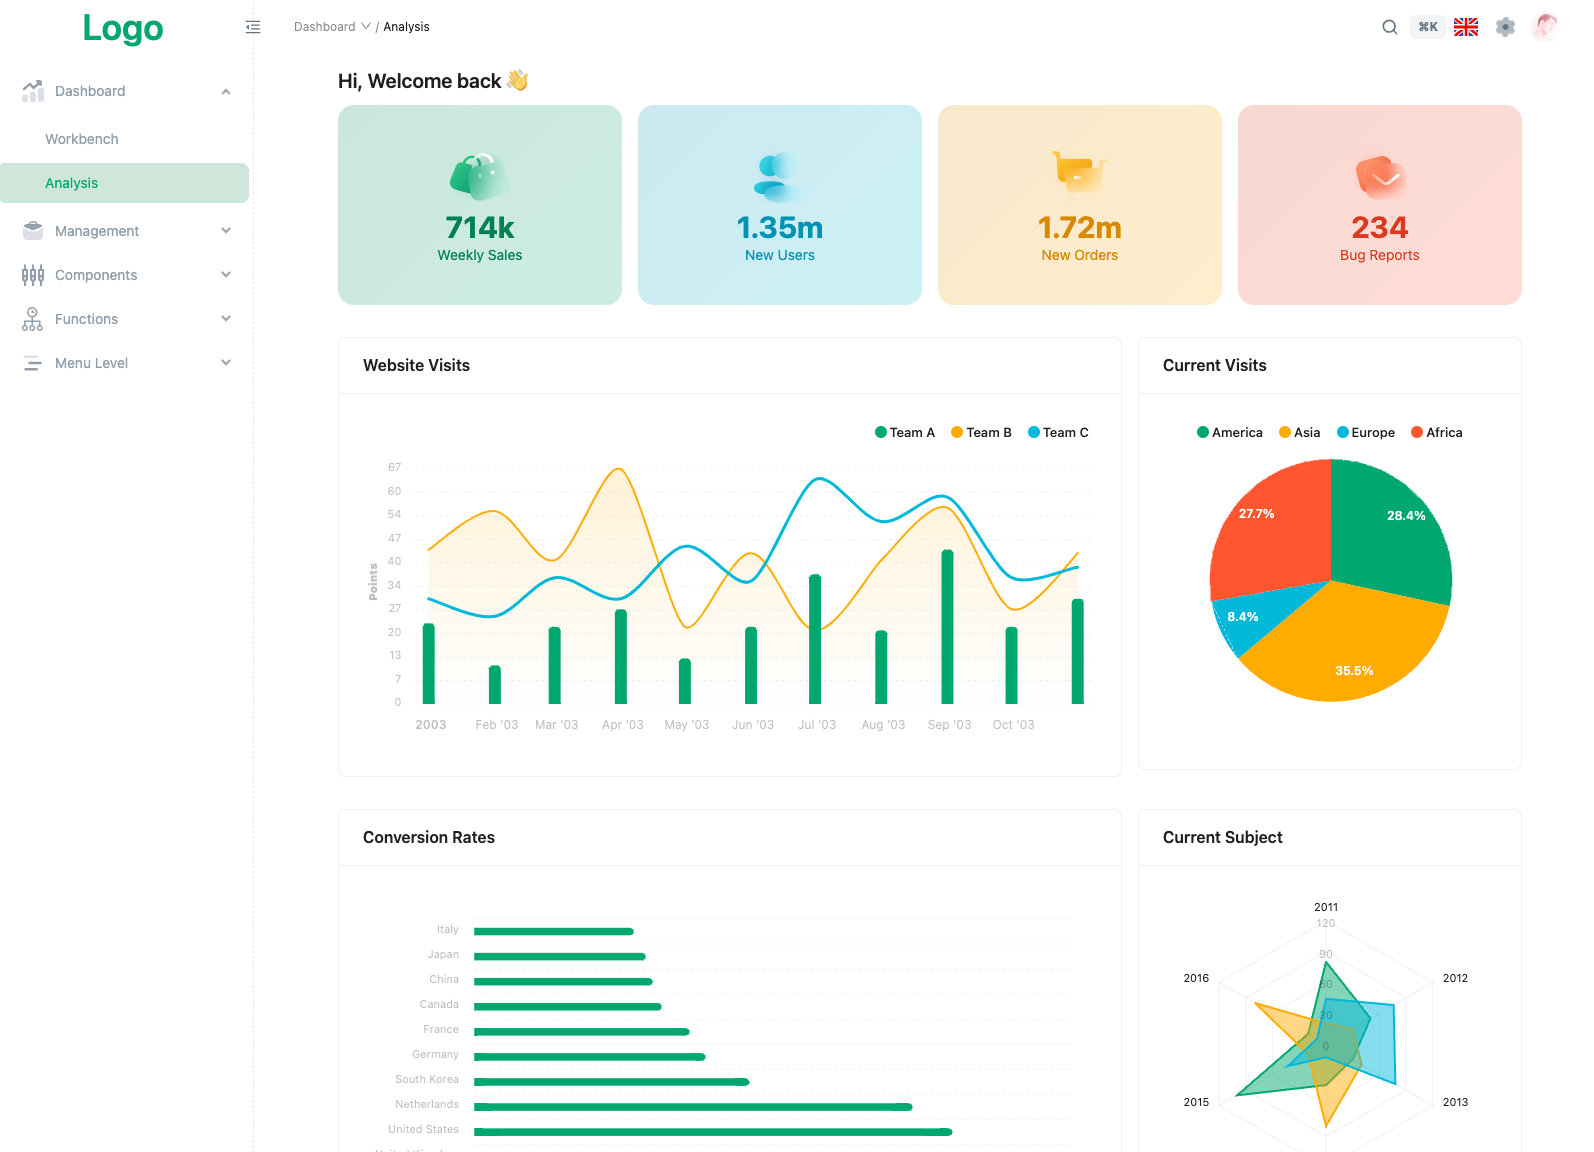 Logo
Dashboard / Analysis
⌘K
Dashboard
Workbench
Analysis
Management
Components
Functions
Menu Level
Hi, Welcome back 👋
714k
Weekly Sales
1.35m
New Users
1.72m
New Orders
234
Bug Reports
Website Visits
Team A Team B Team C
67
60
54
47
40
34
27
20
13
7
0
Points
2003 Feb '03 Mar '03 Apr '03 May '03 Jun '03 Jul '03 Aug '03 Sep '03 Oct '03
Current Visits
America Asia Europe Africa
27.7%
28.4%
8.4%
35.5%
Conversion Rates
Italy
Japan
China
Canada
France
Germany
South Korea
Netherlands
United States
Current Subject
2011
120
90
2016
2012
60
30
0
2015
2013